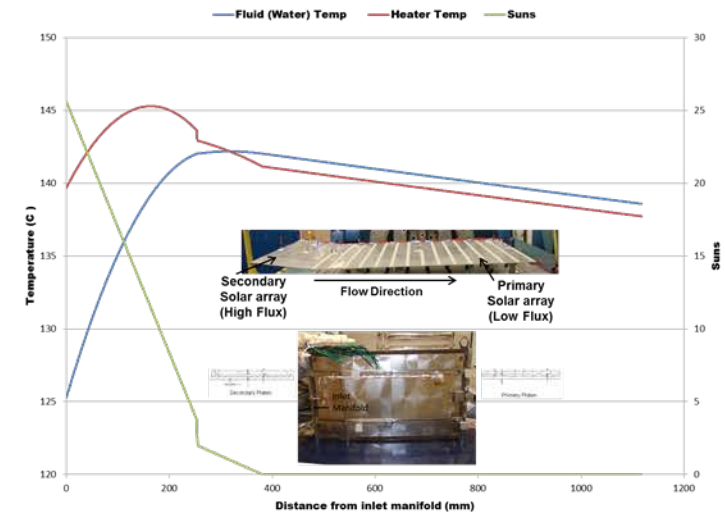 Fluid (Water) Temp Heater Temp Suns
150
145
140
135
130
125
120
30
25
20
15
10
5
0
0 200 400 600 800 1000 1200
Temperature (C )
Suns
Distance from inlet manifold (mm)
Secondary
Solar array
(High Flux)
Flow Direction
Primary
Solar array
(Low Flux)
Inlet
Manifold
Secondary Platen
Primary Platen